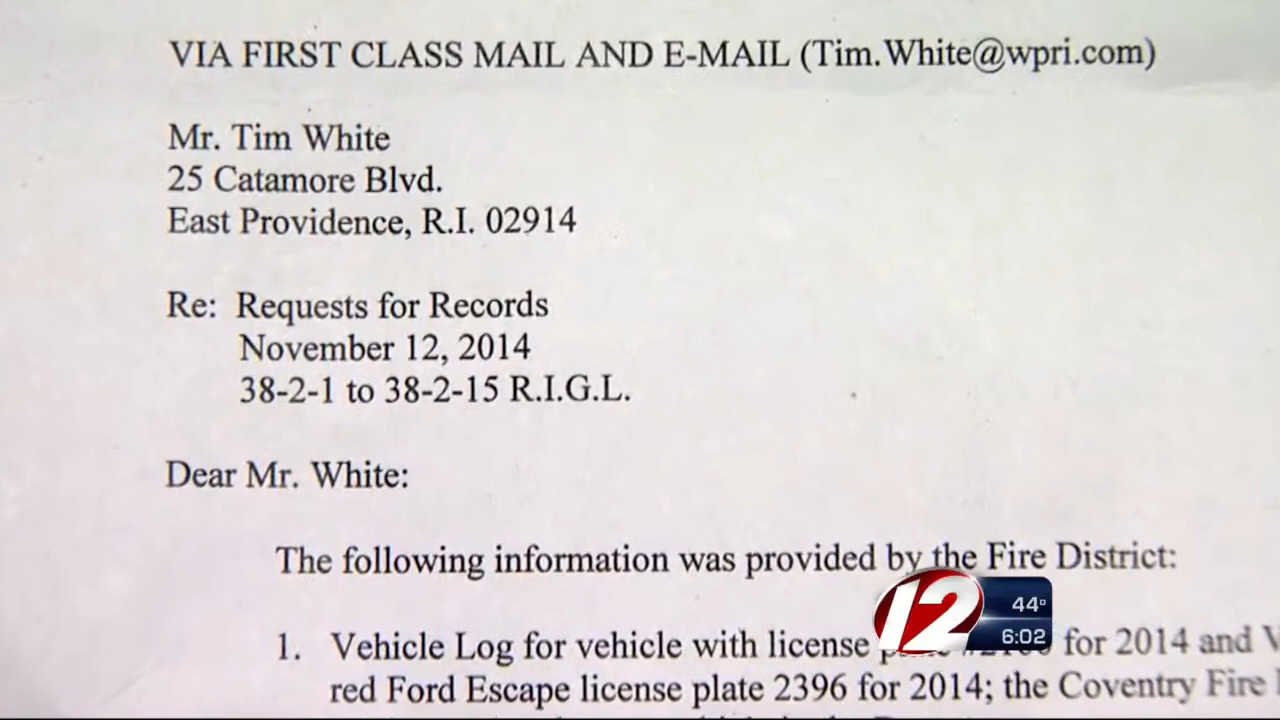 VIA FIRST CLASS MAIL AND E-MAIL (Tim.White@wpri.com)
Mr. Tim White
25 Catamore Blvd.
East Providence, R.I. 02914
Re: Requests for Records
November 12, 2014
38-2-1 to 38-2-15 R.I.G.L.
Dear Mr. White:
The following information was provided by the Fire District:
1. Vehicle Log for vehicle with license for 2014 and
red Ford Escape license plate 2396 for 2014; the Coventry Fire
12
44°
6:02